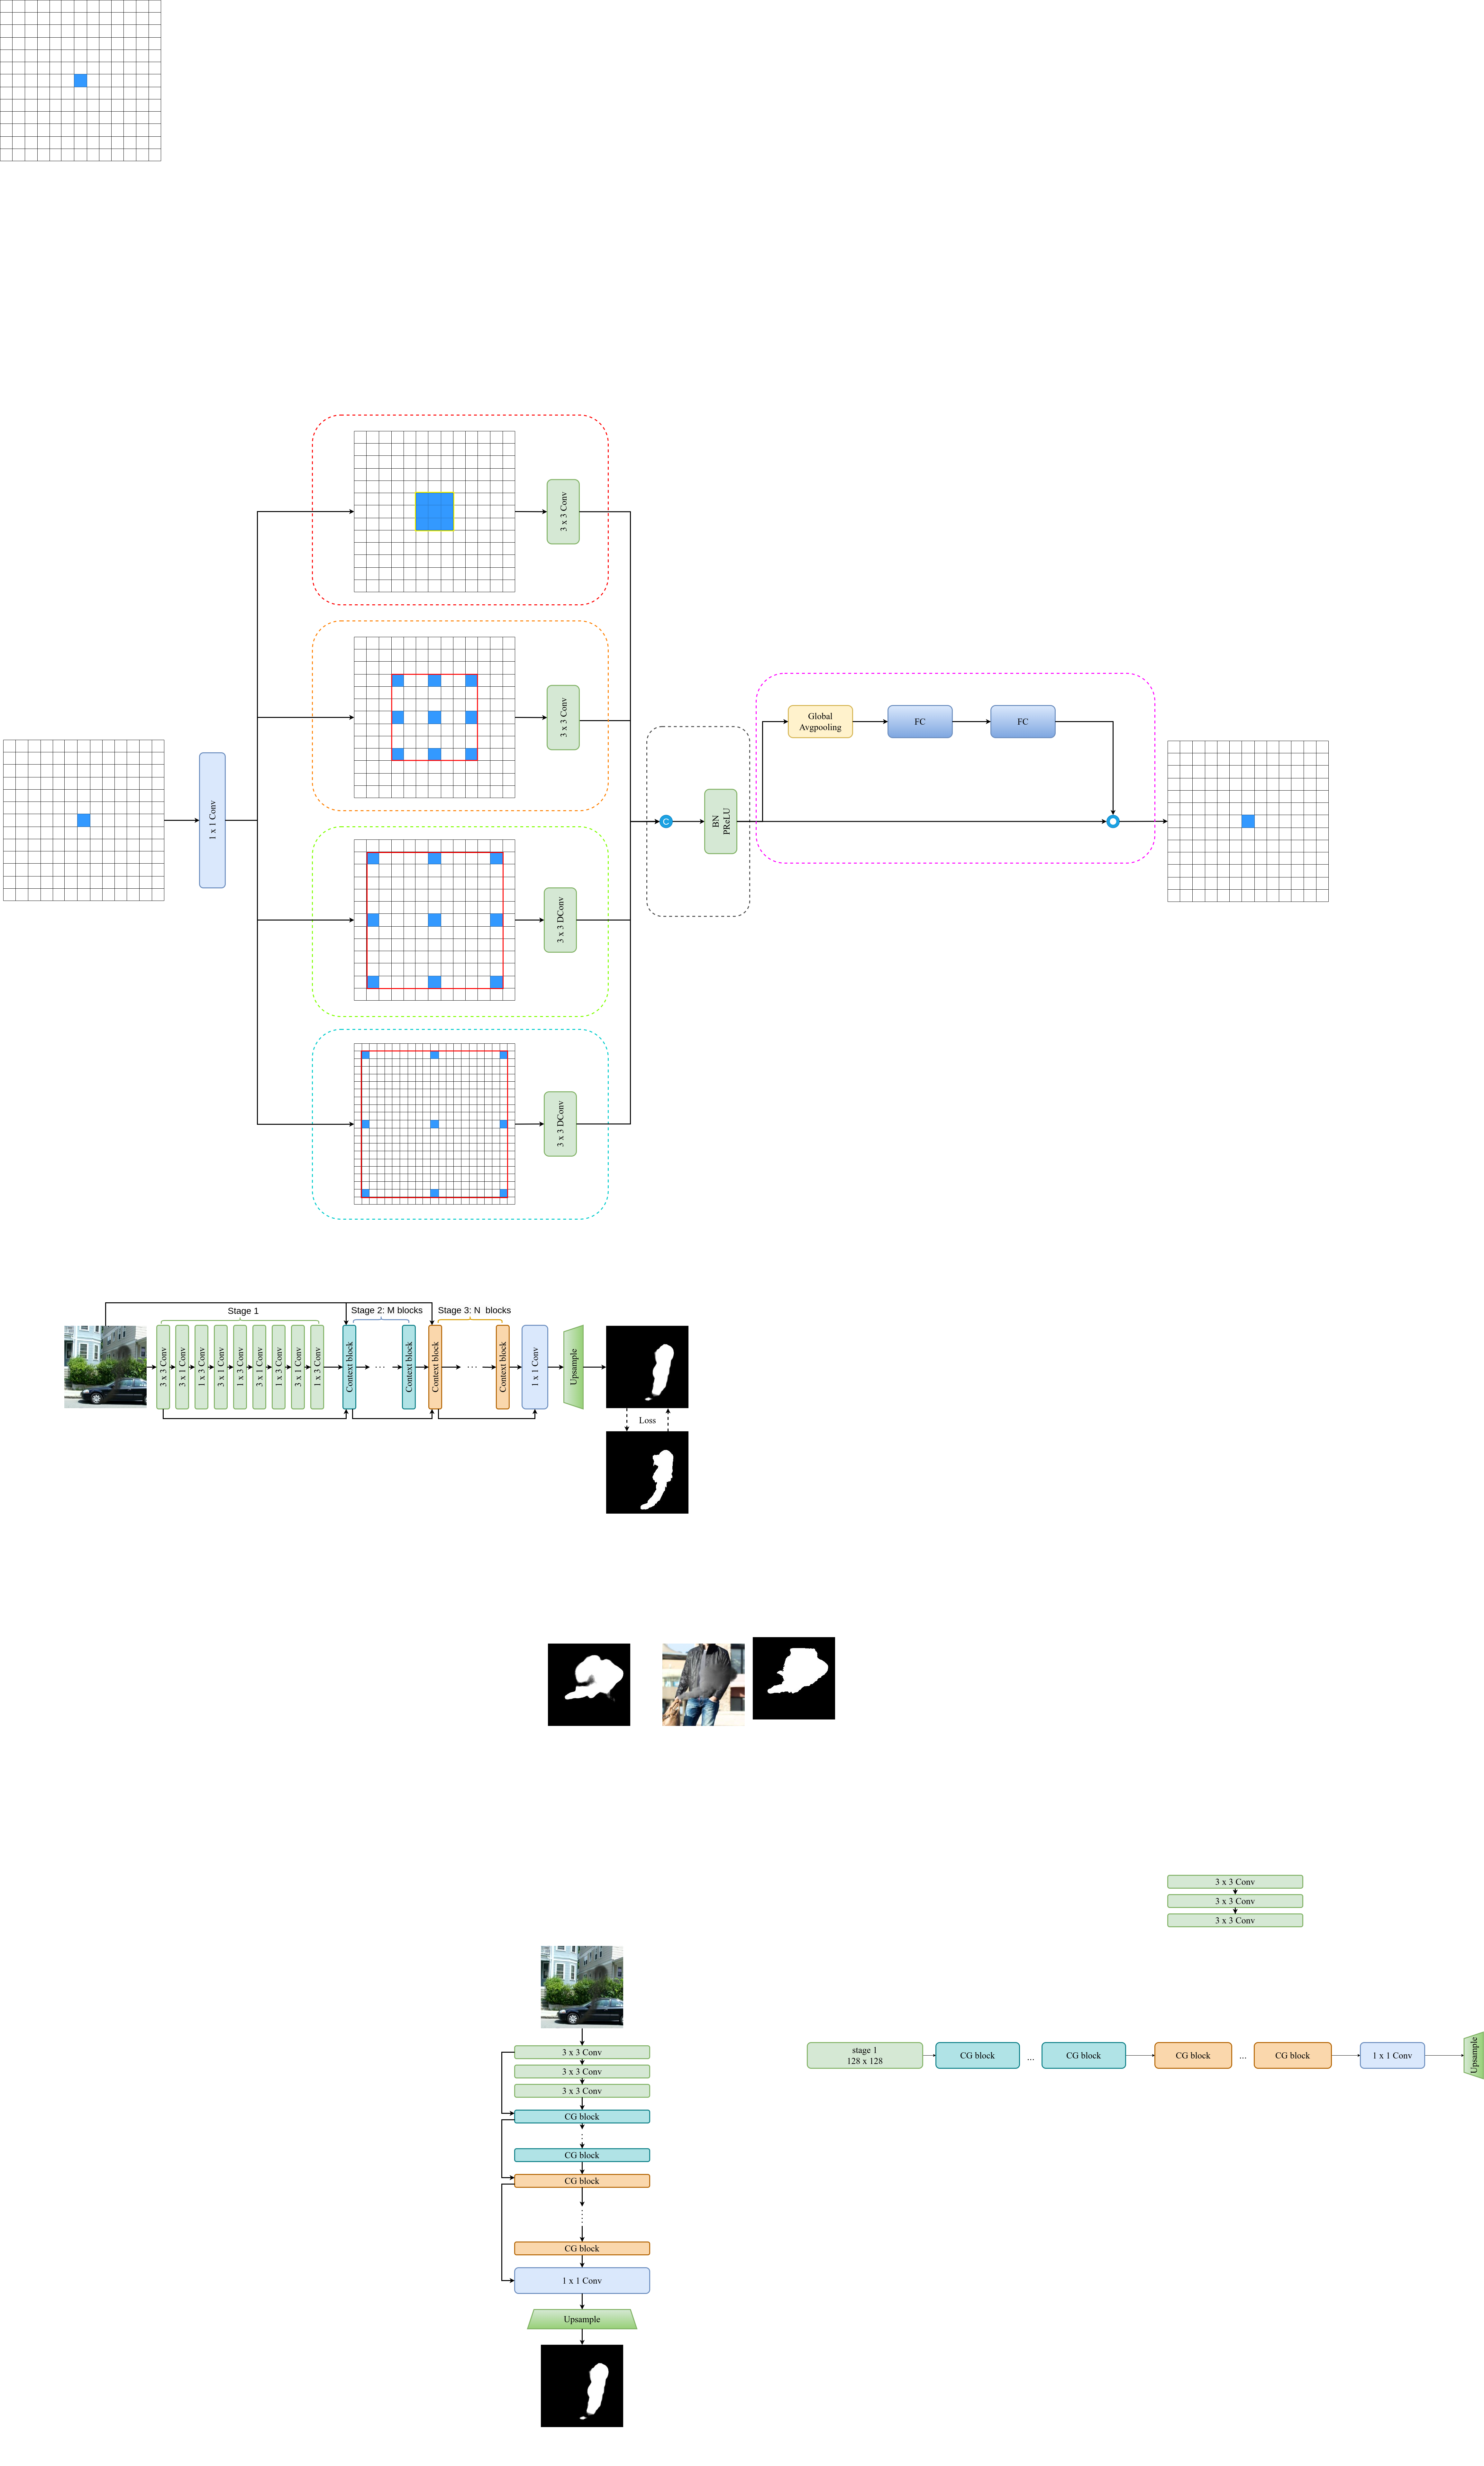 3 x 3 Conv
3 x 3 Conv
Global
Avgpooling
FC
FC
1 x 1 Conv
C
BN
PReLU
3 x 3 DConv
3 x 3 DConv
Stage 1
Stage 2: M blocks
Stage 3: N blocks
3 x 3 Conv
3 x 1 Conv
1 x 3 Conv
3 x 1 Conv
1 x 3 Conv
3 x 1 Conv
1 x 3 Conv
3 x 1 Conv
1 x 3 Conv
Context block
...
Context block
Context block
...
Context block
1 x 1 Conv
Upsample
Loss
3 x 3 Conv
3 x 3 Conv
3 x 3 Conv
stage 1
128 x 128
CG block
...
CG block
CG block
...
CG block
1 x 1 Conv
Upsample
3 x 3 Conv
3 x 3 Conv
3 x 3 Conv
CG block
CG block
CG block
CG block
1 x 1 Conv
Upsample